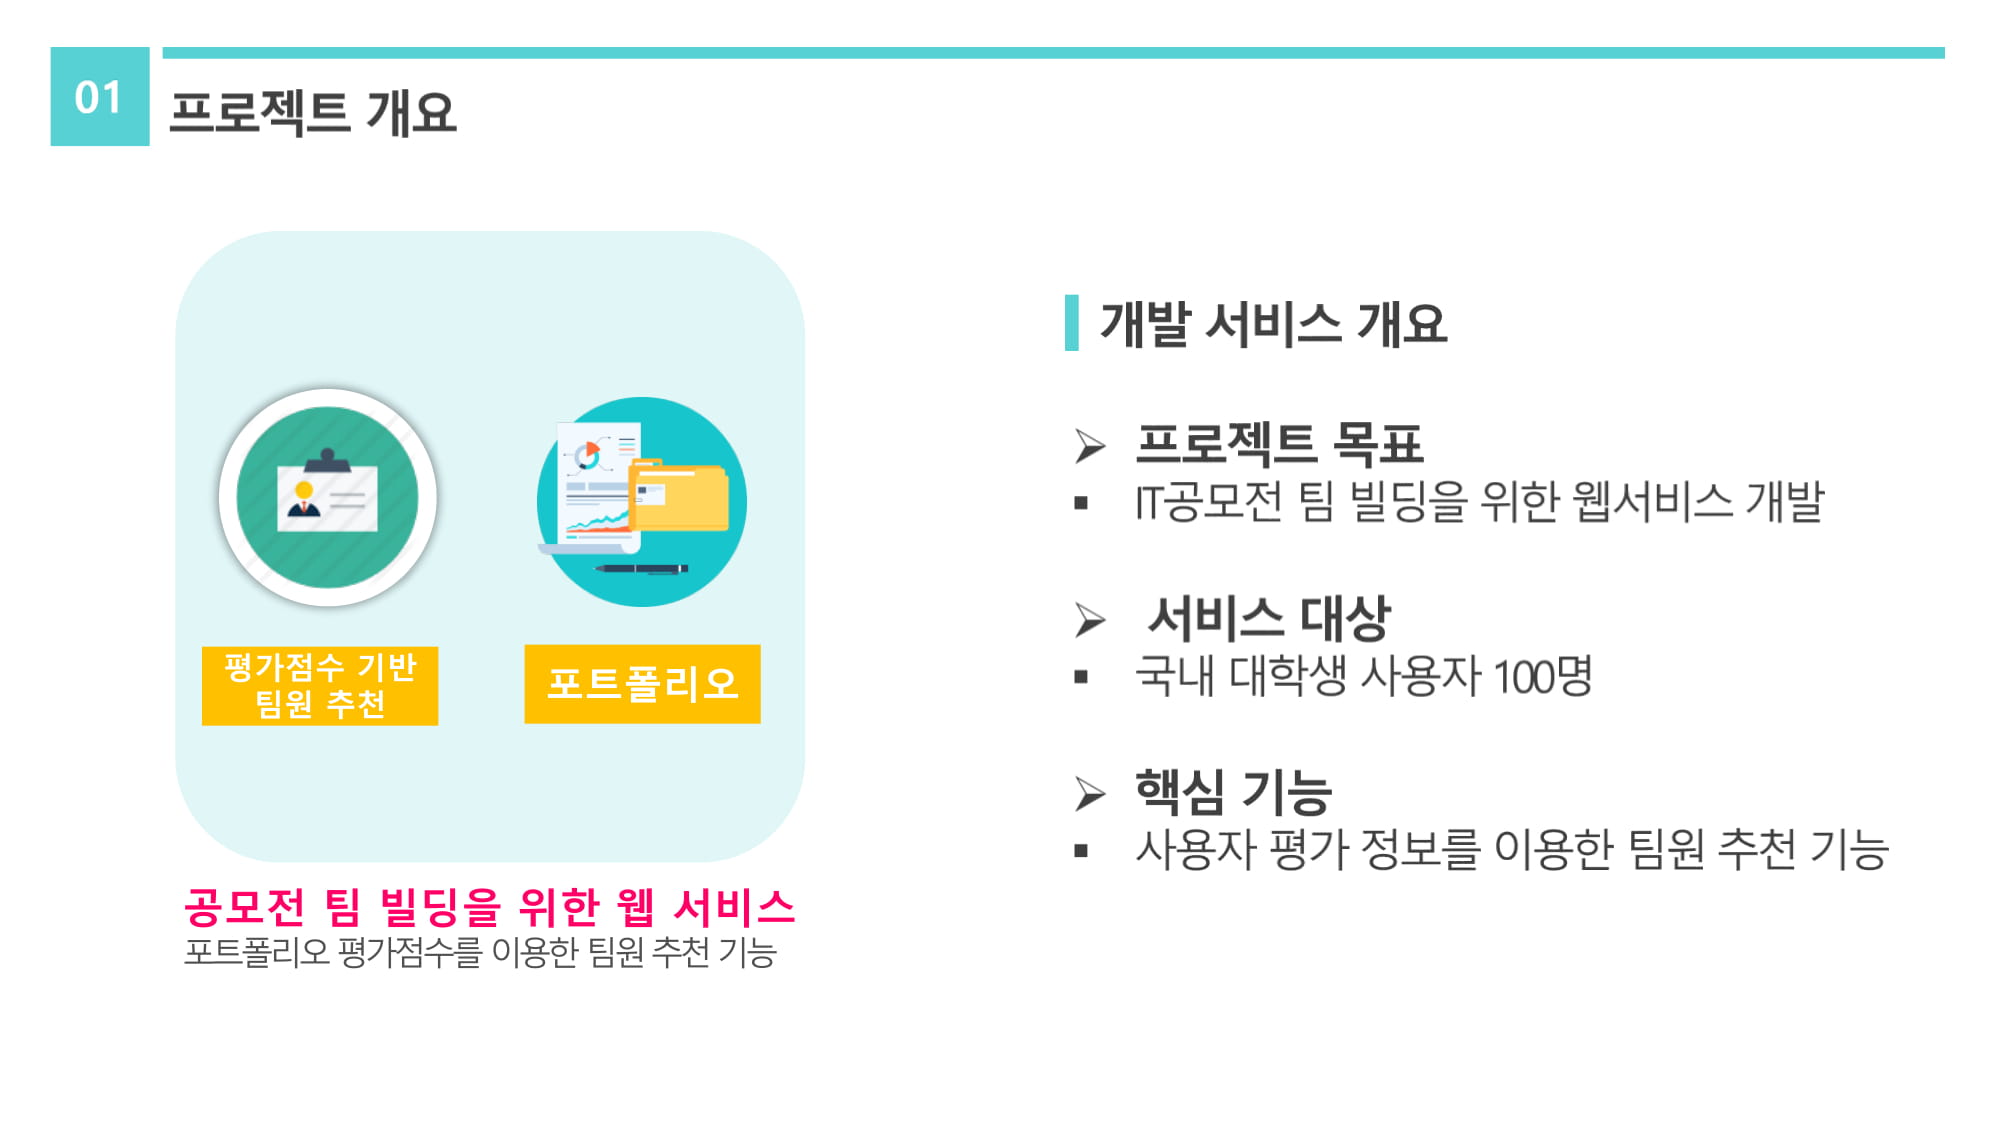 01
프로젝트 개요
평가점수 기반
팀원 추천
포트폴리오
공모전 팀 빌딩을 위한 웹 서비스
포트폴리오 평가점수를 이용한 팀원 추천 기능
개발 서비스 개요
프로젝트 목표
IT공모전 팀 빌딩을 위한 웹서비스 개발
서비스 대상
국내 대학생 사용자 100명
핵심 기능
사용자 평가 정보를 이용한 팀원 추천 기능